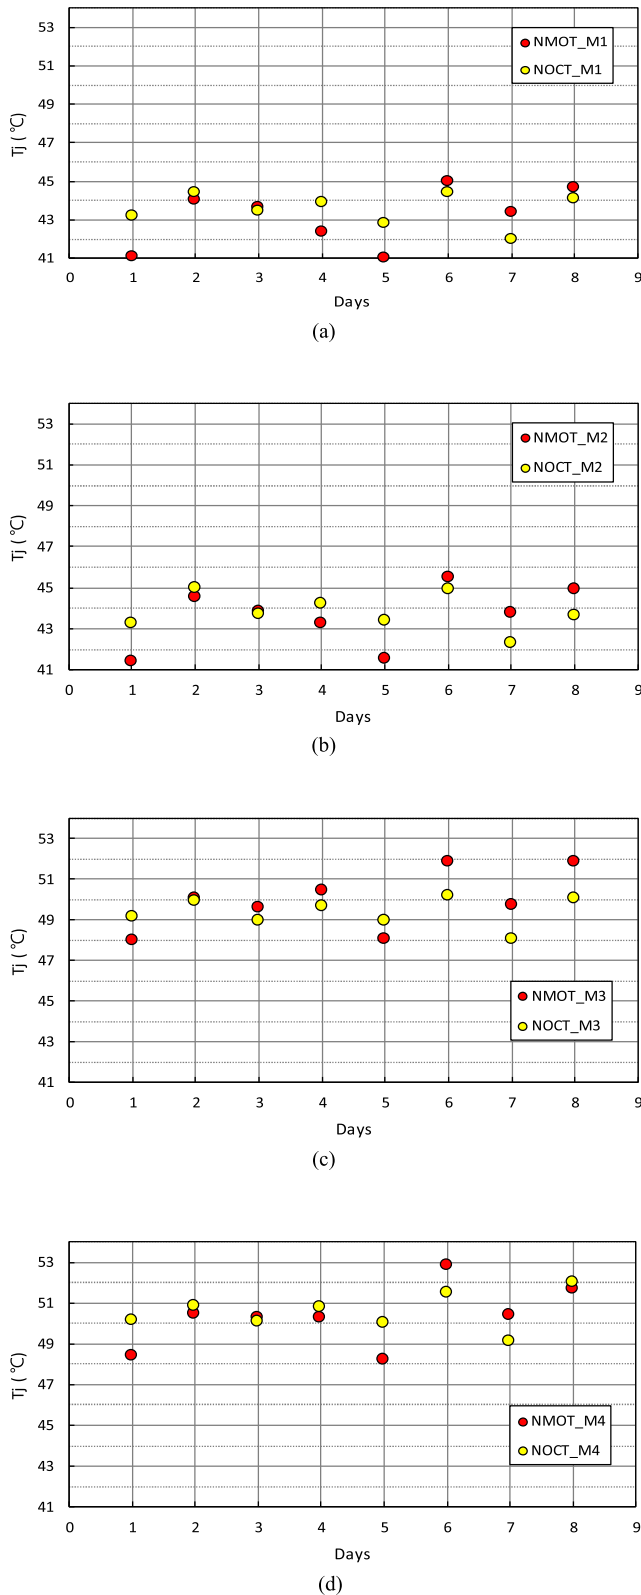 53
51
49
47
45
43
41
Tj ( °C)
NMOT_M1
NOCT_M1
0 1 2 3 4 5 6 7 8 9
Days
(a)
53
51
49
47
45
43
41
Tj ( °C)
NMOT_M2
NOCT_M2
0 1 2 3 4 5 6 7 8 9
Days
(b)
53
51
49
47
45
43
41
Tj ( °C)
NMOT_M3
NOCT_M3
0 1 2 3 4 5 6 7 8 9
Days
(c)
53
51
49
47
45
43
41
Tj ( °C)
NMOT_M4
NOCT_M4
0 1 2 3 4 5 6 7 8 9
Days
(d)